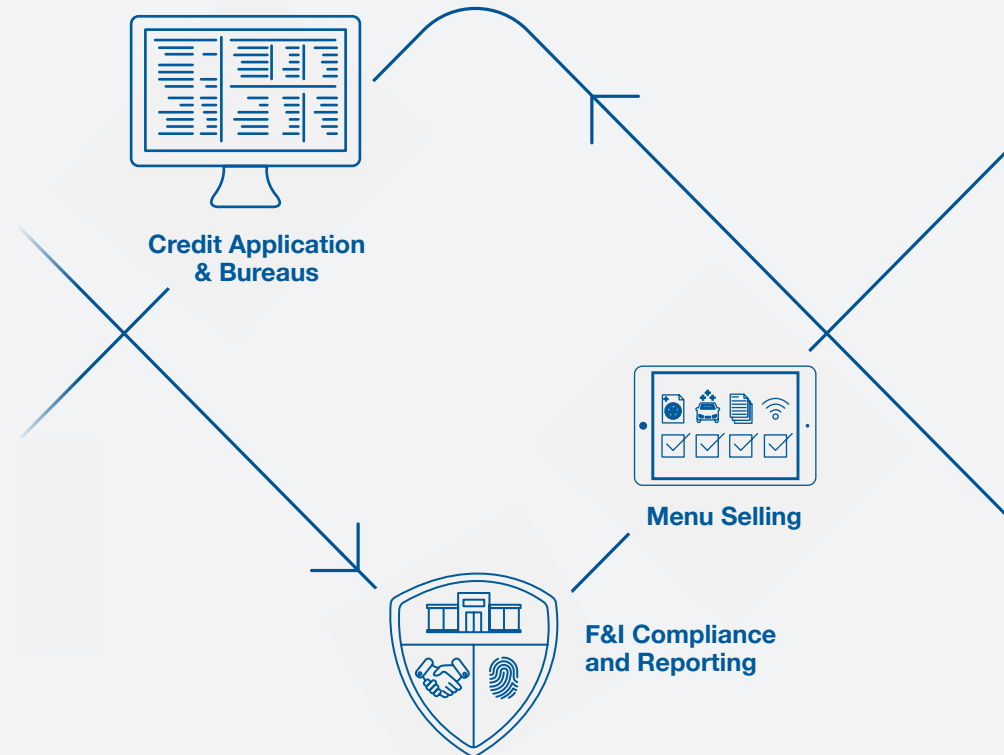 Credit Application
& Bureaus
Menu Selling
F&I Compliance
and Reporting